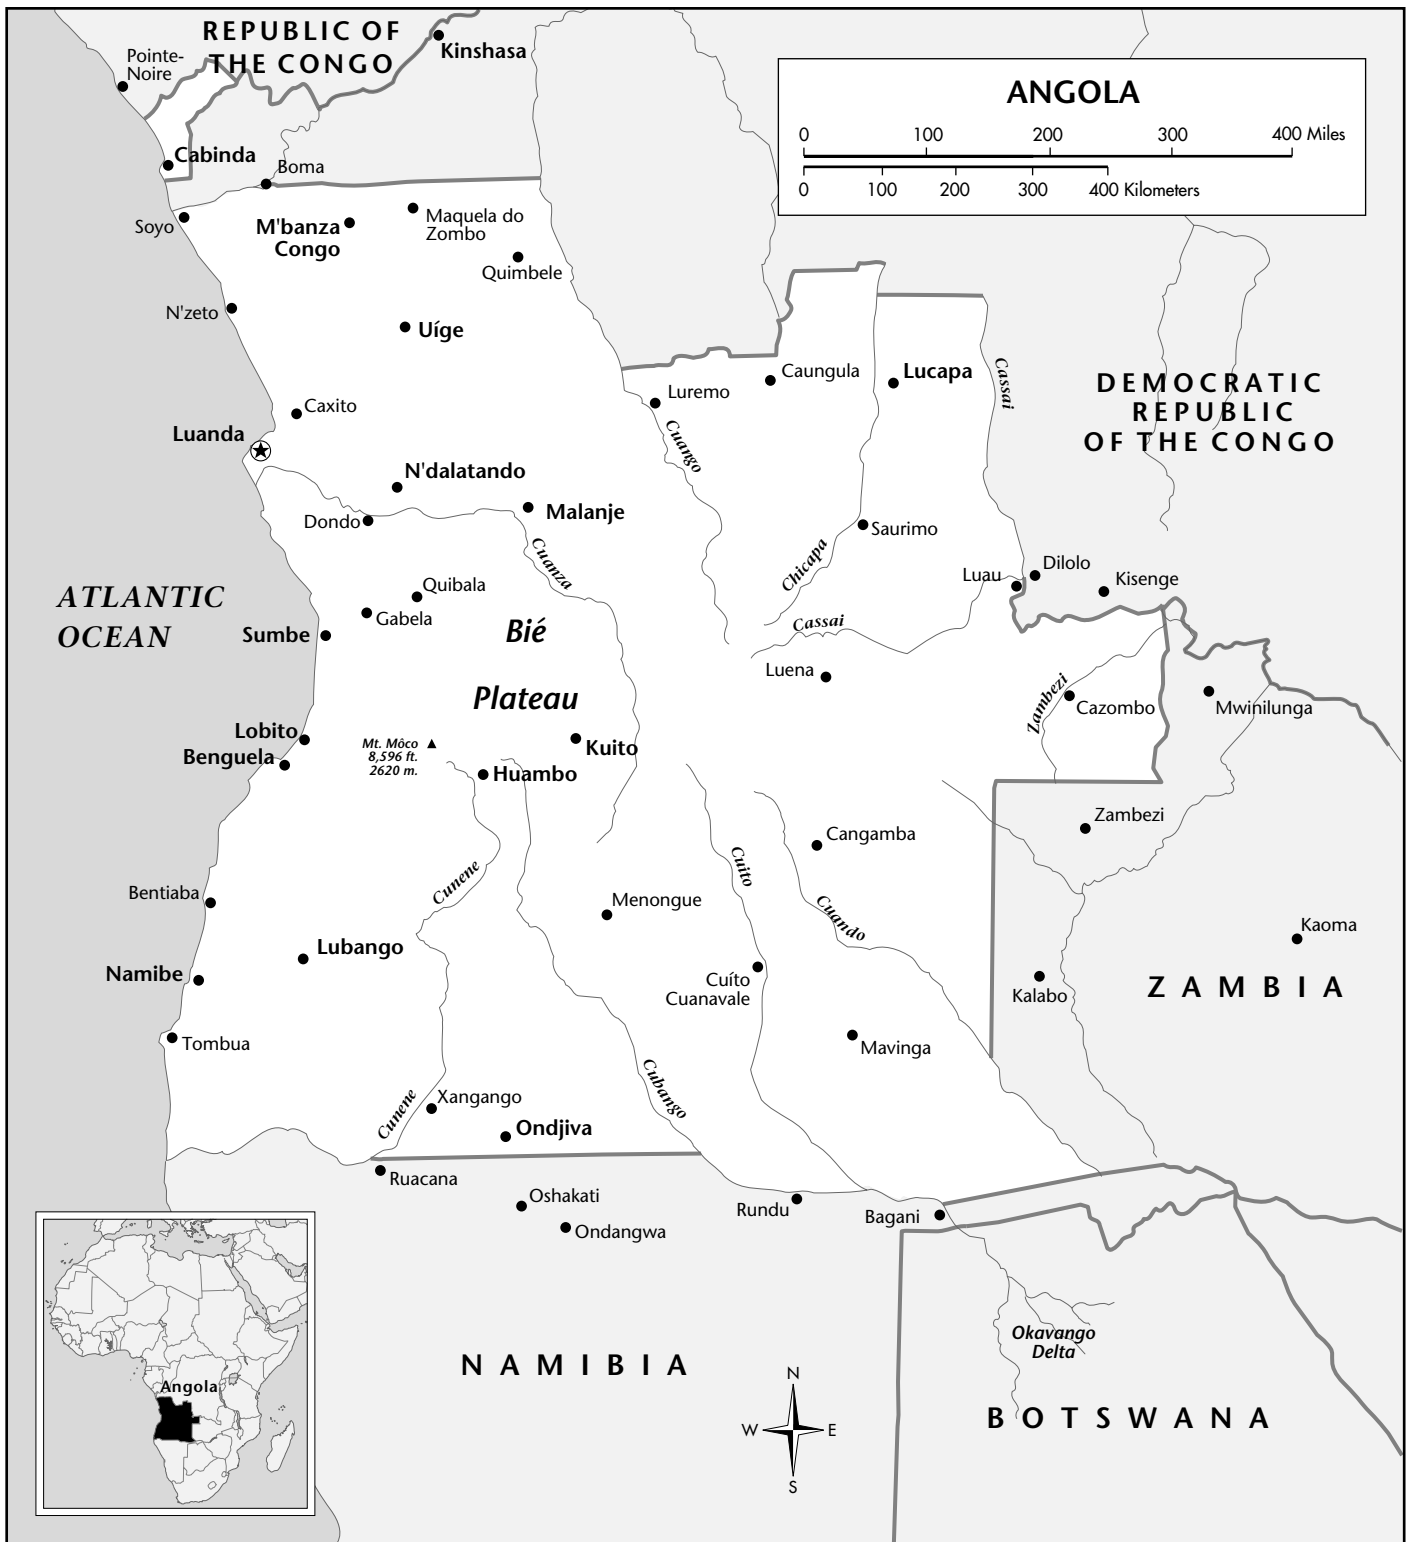 REPUBLIC OF
THE CONGO
Kinshasa
Pointe-
Noire
ANGOLA
0 100 200 300 400 Miles
0 100 200 300 400 Kilometers
Cabinda
Boma
Soyo
M'banza
Congo
Maquela do
Zombo
Quimbele
N'zeto
Uíge
Caungula
Lucapa
Cassai
Luremo
DEMOCRATIC
REPUBLIC
OF THE CONGO
Caxito
Luanda
Cuango
N'dalatando
Malanje
Dondo
Saurimo
Cuanza
Chicapa
Luau
Dilolo
Kisenge
ATLANTIC
OCEAN
Quibala
Gabela
Sumbe
Bié
Plateau
Cassai
Luena
Zambezi
Cazombo
Mwinilunga
Lobito
Benguela
Mt. Môco
8,596 ft.
2620 m.
Kuito
Huambo
Zambezi
Cangamba
Cunene
Cuito
Bentiaba
Menongue
Cuando
Kaoma
Lubango
Namibe
Cuíto
Cuanavale
Kalabo
ZAMBIA
Tombua
Mavinga
Cubango
Xangango
Cunene
Ondjiva
Ruacana
Oshakati
Ondangwa
Rundu
Bagani
Okavango
Delta
NAMIBIA
BOTSWANA
N
W E
S
Angola